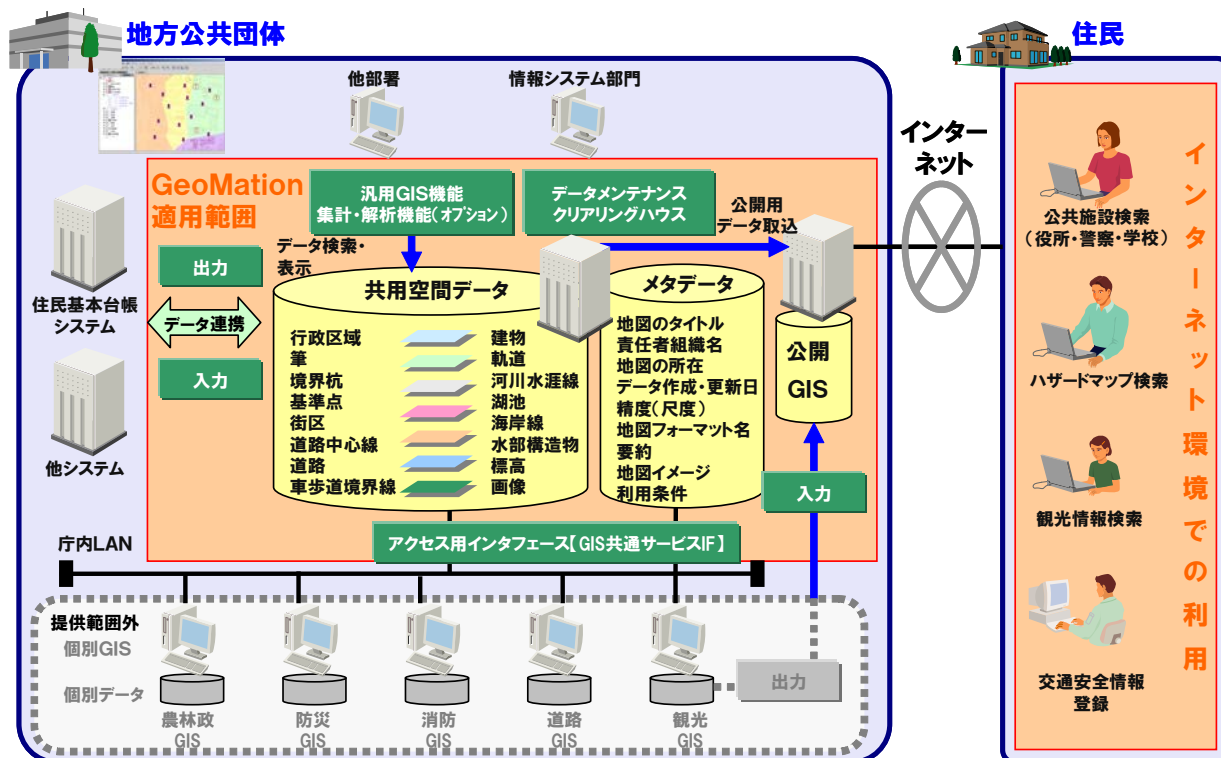 地方公共団体
住民
他部署
情報システム部門
インター
ネット
GeoMation
適用範囲
汎用GIS機能
集計・解析機能(オプション)
データメンテナンス
クリアリングハウス
公開用
データ取込
データ検索・
表示
出力
データ連携
入力
住民基本台帳
システム
他システム
共用空間データ
行政区域
筆
境界杭
基準点
街区
道路中心線
道路
車歩道境界線
建物
軌道
河川水涯線
湖池
海岸線
水部構造物
標高
画像
メタデータ
地図のタイトル
責任者組織名
地図の所在
データ作成・更新日
精度(尺度)
地図フォーマット名
要約
地図イメージ
利用条件
公開
GIS
入力
アクセス用インタフェース【GIS共通サービスIF】
庁内LAN
提供範囲外
個別GIS
個別データ
農林政
GIS
防災
GIS
消防
GIS
道路
GIS
観光
GIS
出力
公共施設検索
(役所・警察・学校)
ハザードマップ検索
観光情報検索
交通安全情報
登録
インターネット環境での利用